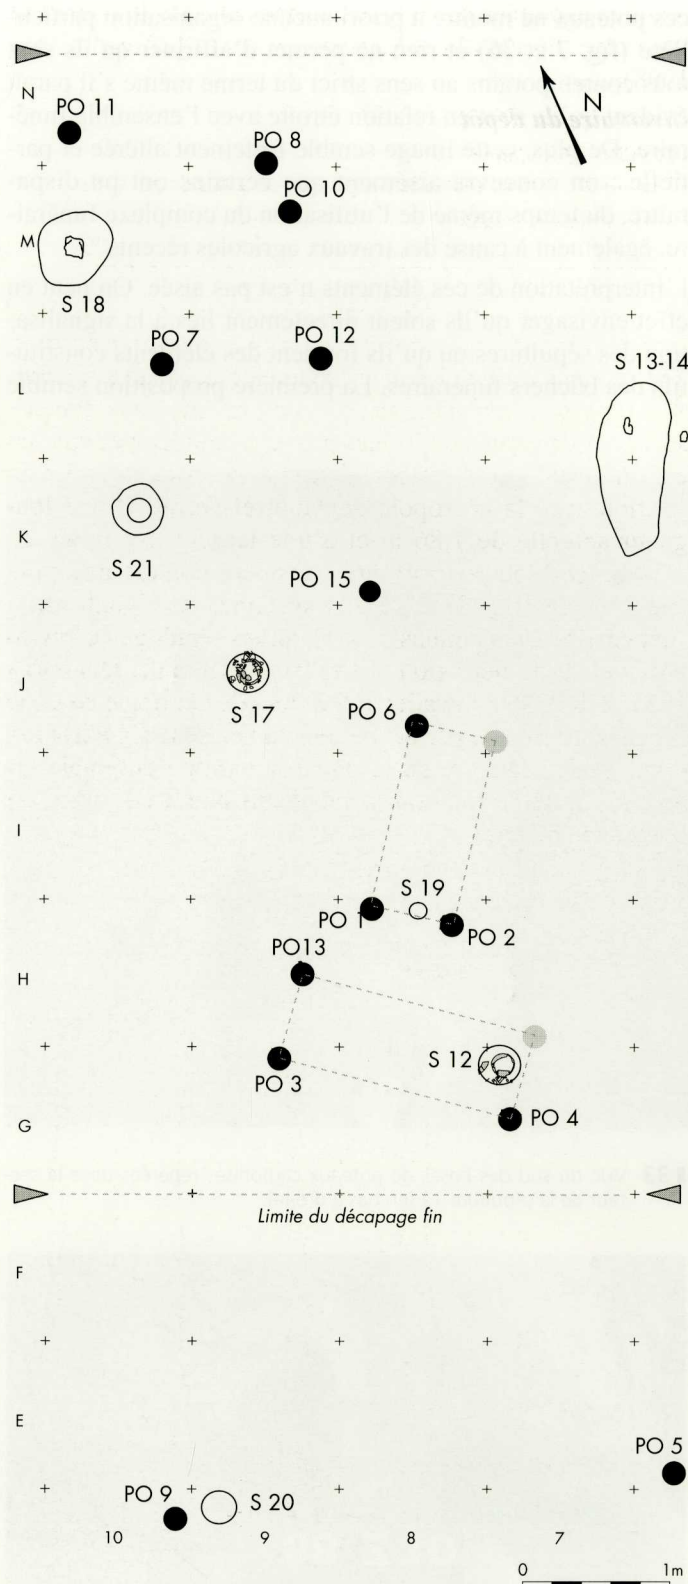 N
N
PO 11
PO 8
PO 10
M
S 18
PO 7
PO 12
S 13-14
L
K
S 21
PO 15
J
S 17
PO 6
I
S 19
PO 1
PO 2
PO13
H
S 12
PO 3
PO 4
G
Limite du décapage fin
F
E
PO 5
PO 9
S 20
10
9
8
7
0
1m